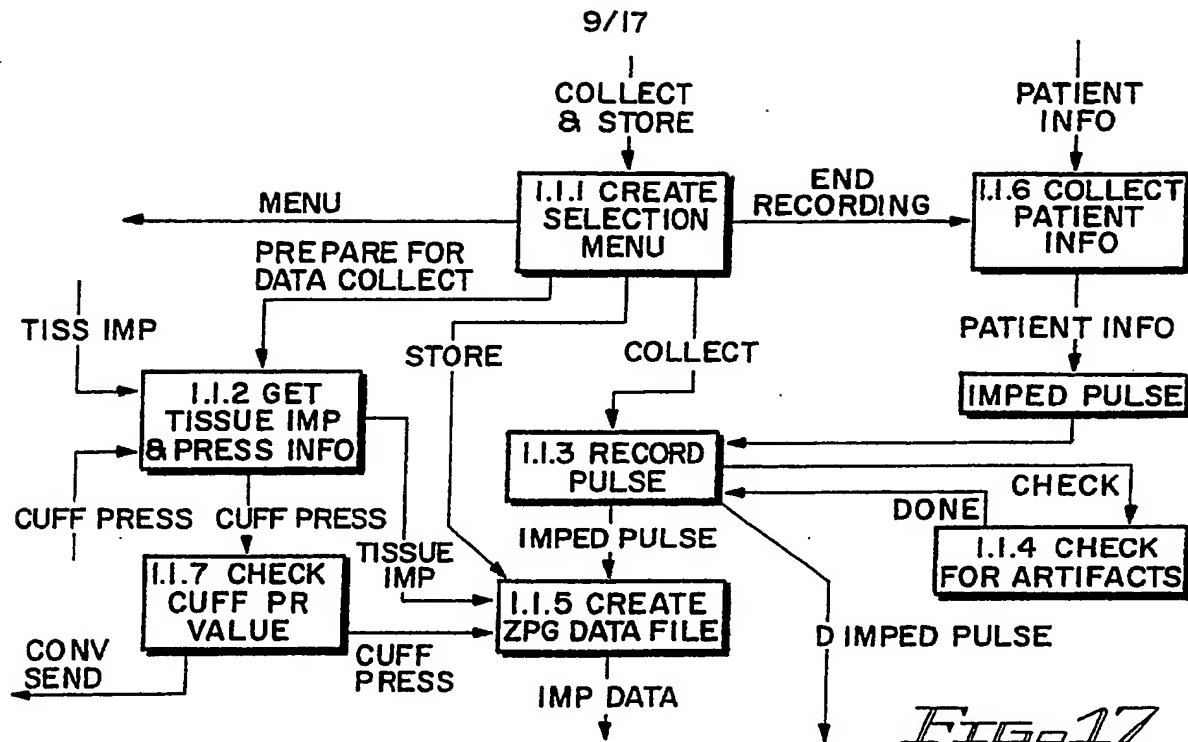 9/17
COLLECT
& STORE
PATIENT
INFO
1.1.1 CREATE
SELECTION
MENU
MENU
END
RECORDING
1.1.6 COLLECT
PATIENT
INFO
PREPARE FOR
DATA COLLECT
TISS IMP
STORE
COLLECT
PATIENT INFO
1.1.2 GET
TISSUE IMP
& PRESS INFO
IMPED PULSE
1.1.3 RECORD
PULSE
CHECK
DONE
CUFF PRESS
CUFF PRESS
TISSUE
IMP
IMPED PULSE
1.1.4 CHECK
FOR ARTIFACTS
1.1.7 CHECK
CUFF PR
VALUE
1.1.5 CREATE
ZPG DATA FILE
D IMPED PULSE
CONV
SEND
CUFF
PRESS
IMP DATA
FIG-17